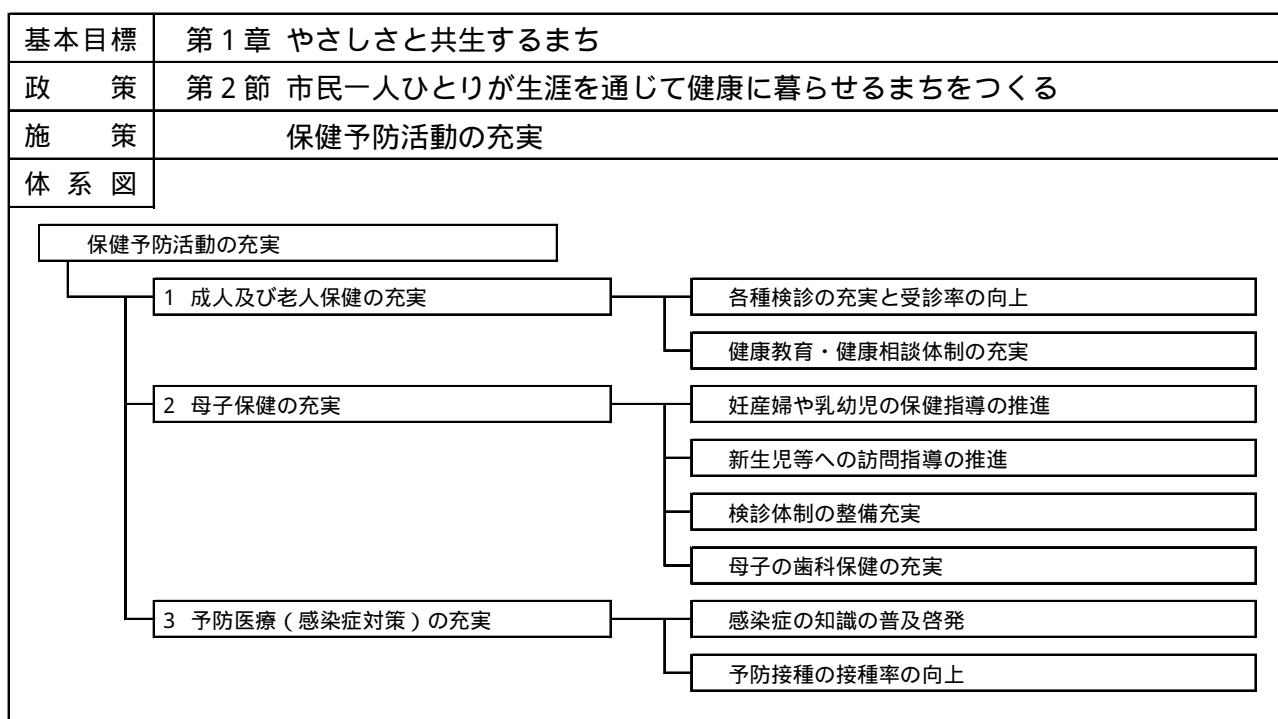 基本目標 第1章 やさしさと共生するまち
政策 第2節 市民一人ひとりが生涯を通じて健康に暮らせるまちをつくる
施策 保健予防活動の充実
体系図
保健予防活動の充実
1 成人及び老人保健の充実
各種検診の充実と受診率の向上
健康教育・健康相談体制の充実
2 母子保健の充実
妊産婦や乳幼児の保健指導の推進
新生児等への訪問指導の推進
検診体制の整備充実
母子の歯科保健の充実
3 予防医療(感染症対策)の充実
感染症の知識の普及啓発
予防接種の接種率の向上